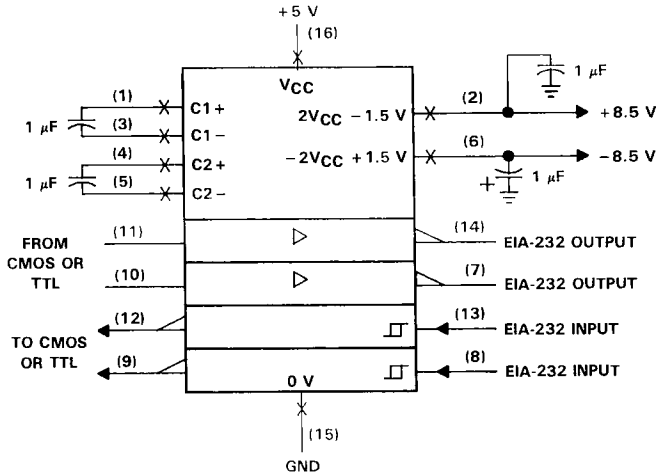 +5 V
(16)
VCC
1 μF
(1)
C1+
(3)
C1−
1 μF
(4)
C2+
(5)
C2−
2VCC −1.5 V
(2)
1 μF
+8.5 V
−2VCC +1.5 V
(6)
−8.5 V
+
1 μF
FROM
CMOS OR
TTL
(11)
(14)
EIA-232 OUTPUT
(10)
(7)
EIA-232 OUTPUT
TO CMOS
OR TTL
(12)
(13)
EIA-232 INPUT
(9)
(8)
EIA-232 INPUT
0 V
(15)
GND